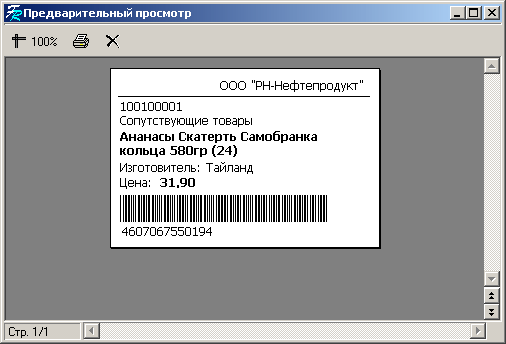 Предварительный просмотр
100%
ООО "РН-Нефтепродукт"
100100001
Сопутствующие товары
Ананасы Скатерть Самобранка
кольца 580гр (24)
Изготовитель: Тайланд
Цена: 31,90
4607067550194
Стр. 1/1